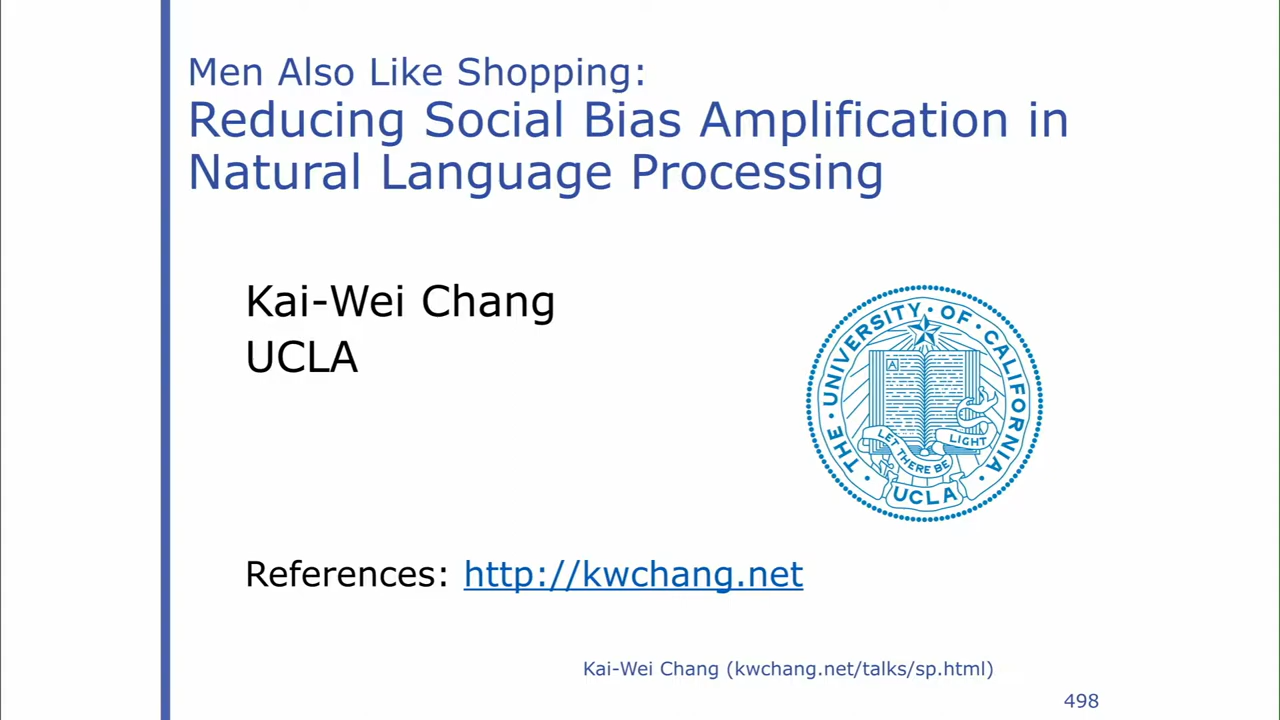 Men Also Like Shopping:
Reducing Social Bias Amplification in
Natural Language Processing
Kai-Wei Chang
UCLA
THE · UNIVERSITY · OF · CALIFORNIA
A
LET THERE BE LIGHT
UCLA
References: http://kwchang.net
Kai-Wei Chang (kwchang.net/talks/sp.html)
498